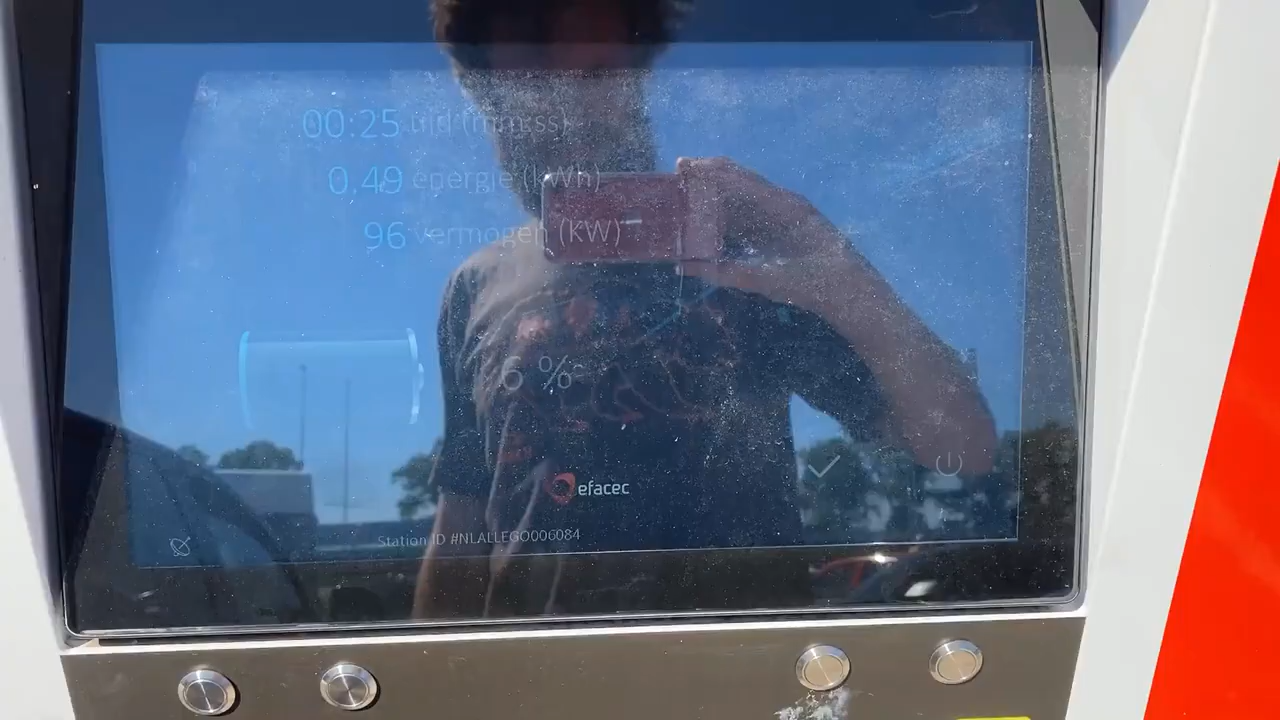 00:25 tijd (mm:ss)
0.49 energie (kWh)
96 vermogen (KW)
6 %
efacec
Station ID #NLALLEGO006084